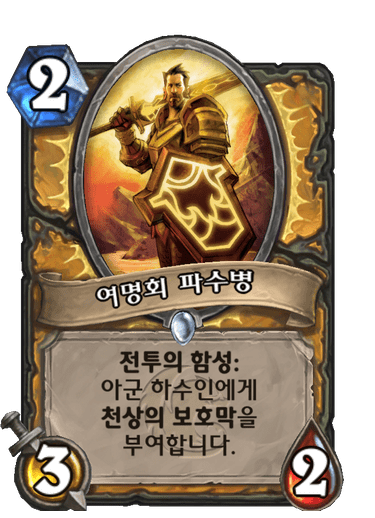 2
여명회 파수병
전투의 함성:
아군 하수인에게
천상의 보호막을
부여합니다.
3
2